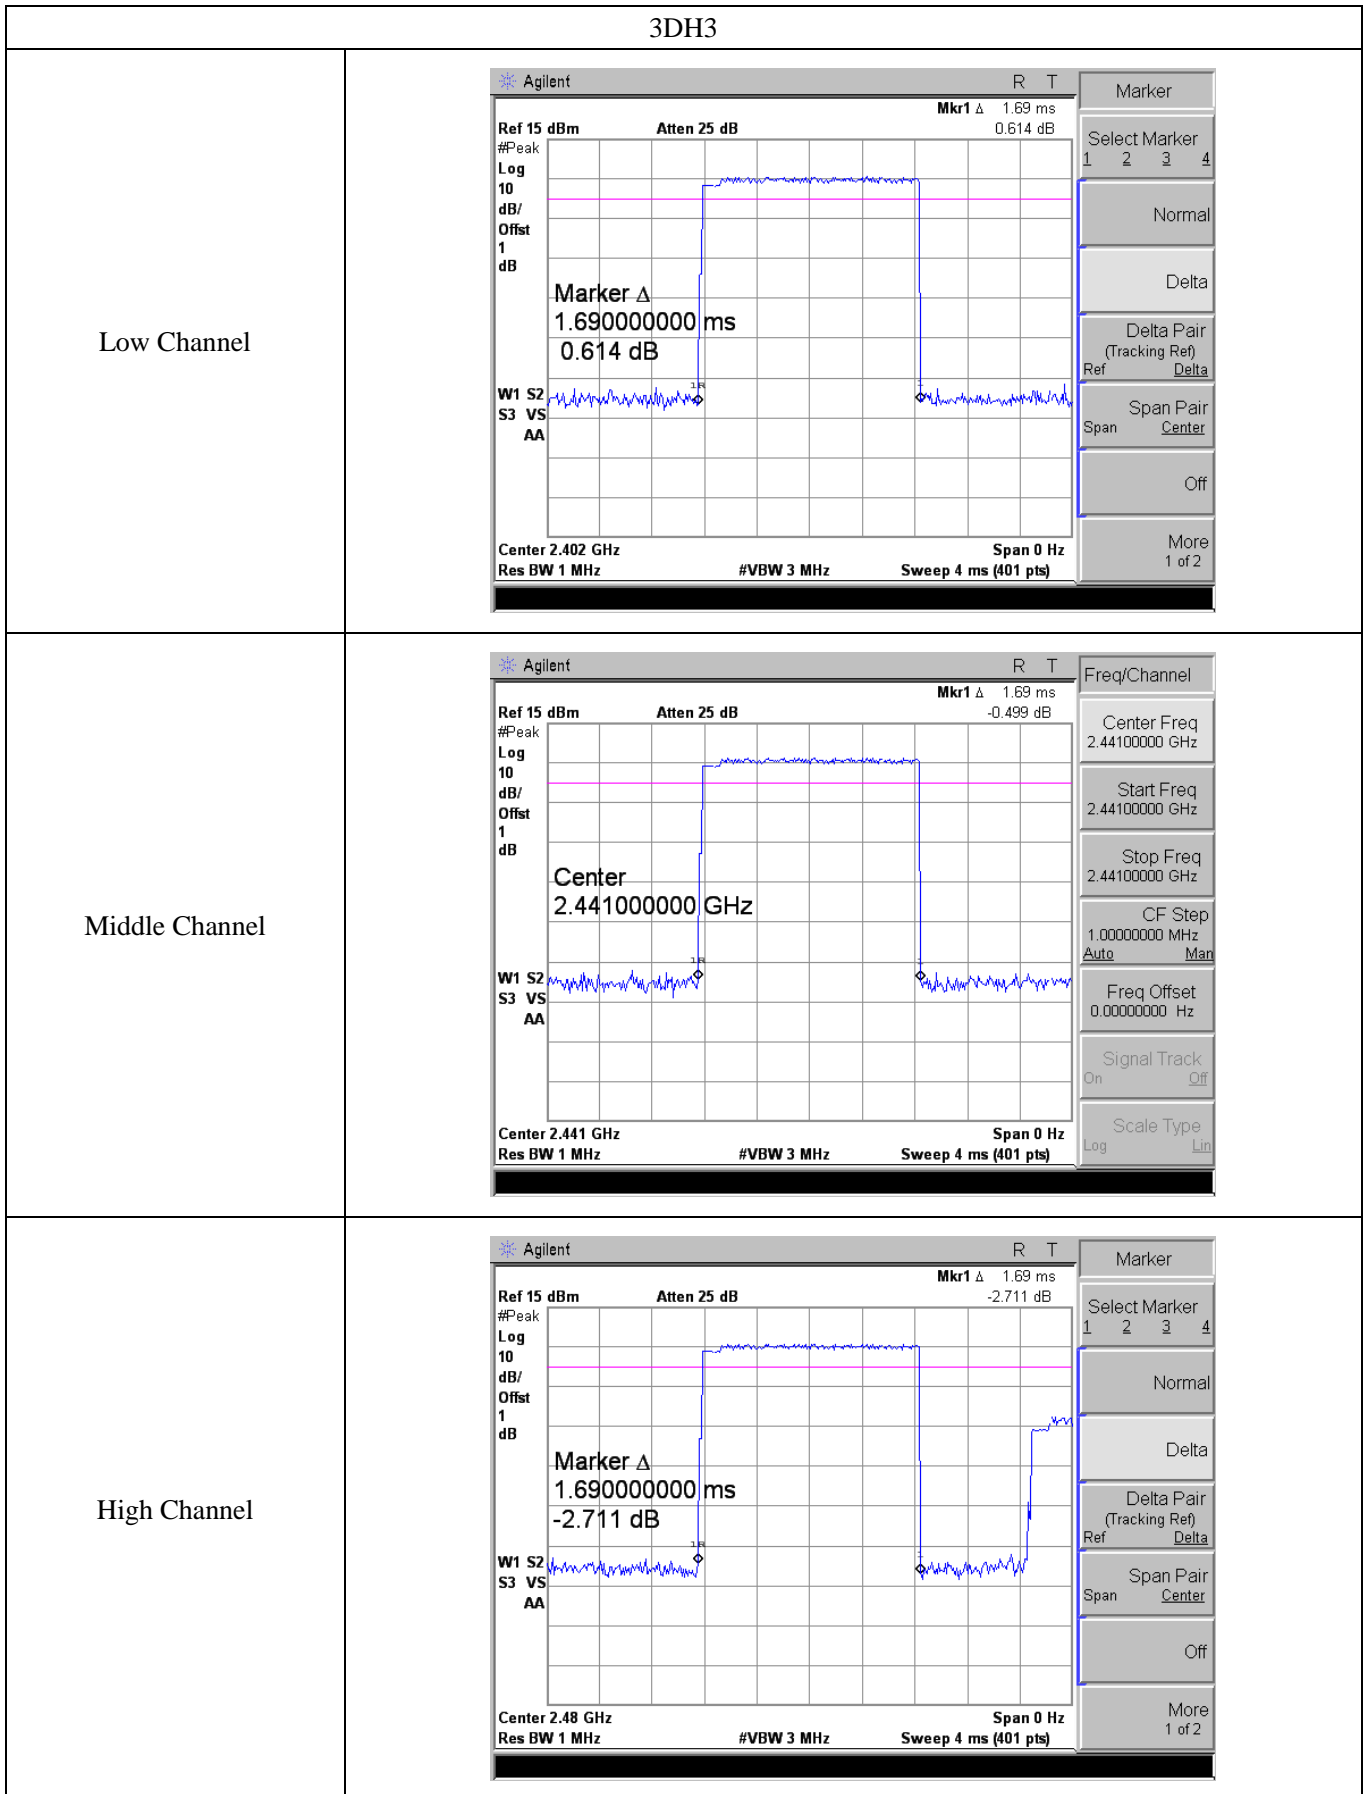 3DH3
Low Channel
Agilent R T
Mkr1 Δ 1.69 ms
Ref 15 dBm Atten 25 dB 0.614 dB
#Peak
Log
10
dB/
Offst
1
dB
Marker Δ
1.690000000 ms
0.614 dB
1R
1
W1 S2
S3 VS
AA
Center 2.402 GHz Span 0 Hz
Res BW 1 MHz #VBW 3 MHz Sweep 4 ms (401 pts)
Marker
Select Marker
1 2 3 4
Normal
Delta
Delta Pair
(Tracking Ref)
Ref Delta
Span Pair
Span Center
Off
More
1 of 2
Middle Channel
Agilent R T
Mkr1 Δ 1.69 ms
Ref 15 dBm Atten 25 dB -0.499 dB
#Peak
Log
10
dB/
Offst
1
dB
Center
2.441000000 GHz
1R
1
W1 S2
S3 VS
AA
Center 2.441 GHz Span 0 Hz
Res BW 1 MHz #VBW 3 MHz Sweep 4 ms (401 pts)
Freq/Channel
Center Freq
2.44100000 GHz
Start Freq
2.44100000 GHz
Stop Freq
2.44100000 GHz
CF Step
1.00000000 MHz
Auto Man
Freq Offset
0.00000000 Hz
Signal Track
On Off
Scale Type
Log Lin
High Channel
Agilent R T
Mkr1 Δ 1.69 ms
Ref 15 dBm Atten 25 dB -2.711 dB
#Peak
Log
10
dB/
Offst
1
dB
Marker Δ
1.690000000 ms
-2.711 dB
1R
1
W1 S2
S3 VS
AA
Center 2.48 GHz Span 0 Hz
Res BW 1 MHz #VBW 3 MHz Sweep 4 ms (401 pts)
Marker
Select Marker
1 2 3 4
Normal
Delta
Delta Pair
(Tracking Ref)
Ref Delta
Span Pair
Span Center
Off
More
1 of 2